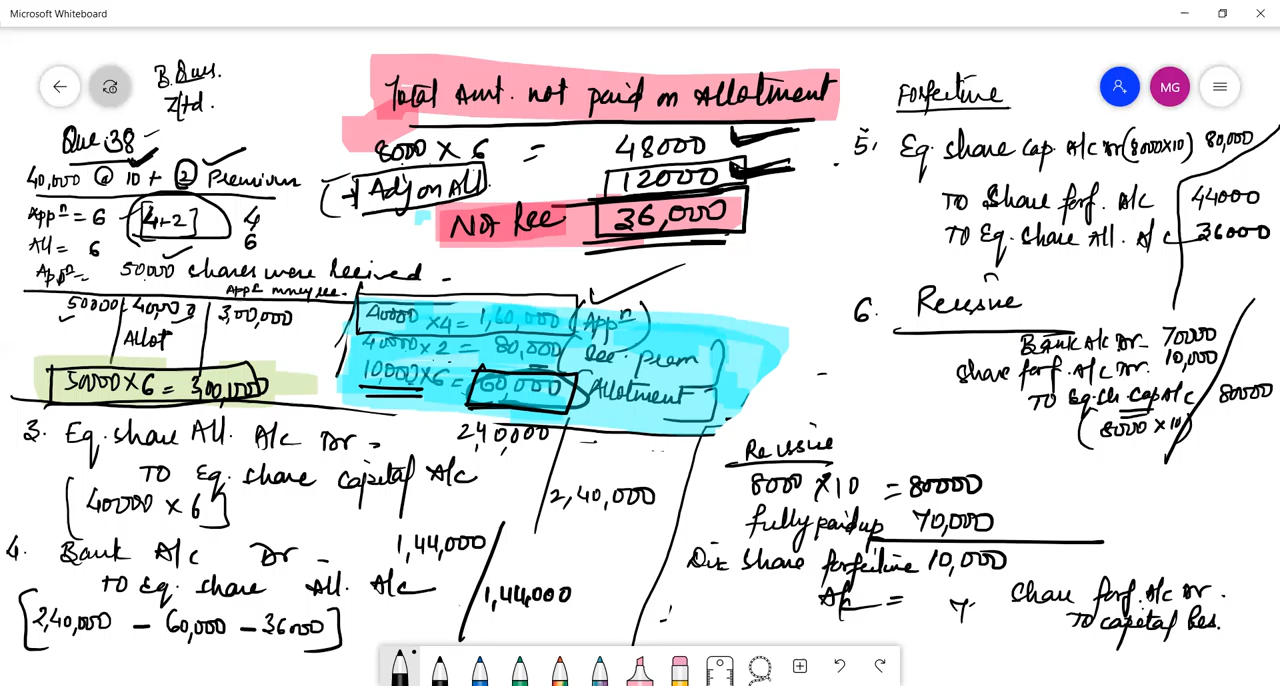 Microsoft Whiteboard
MG
B. Ques.
Ltd.
Que 38
40,000 @ 10 + 2 Premium
Appn = 6 - [4+2] 4
All = 6 6
Appn = 50000 shares were Received -
Appn money rec.
50000 40000 3,00,000
Allot
50000 x 6 = 3,00,000
Total Amt. not paid on Allotment
8000 x 6 = 48000
→ Adj on All 12000
Not Rec 36,000
40000 x 4 = 1,60,000 (Appn)
40000 x 2 = 80,000 Sec. prem
10,000 x 6 = 60,000 Allotment
3. Eq. share All. A/c Dr - 2,40,000
TO Eq. share capital A/c 2,40,000
[40000 x 6]
4. Bank A/c Dr - 1,44,000
TO Eq. share All. A/c 1,44,000
[2,40,000 - 60,000 - 36000]
Forfeiture
5. Eq. share cap. A/c Dr (8000x10) 80,000
TO Share forf. A/c 44000
TO Eq. share All. A/c 36000
6. Reissue
Bank A/c Dr 70000
share forf. A/c Dr. 10,000
TO Eq. sh. cap A/c 80000
(8000 x 10)
Reissue
8000 x 10 = 80000
fully paid up 70,000
Dis share forfeiture 10,000
A/c =
7. Share forf. A/c Dr.
TO capital Res.